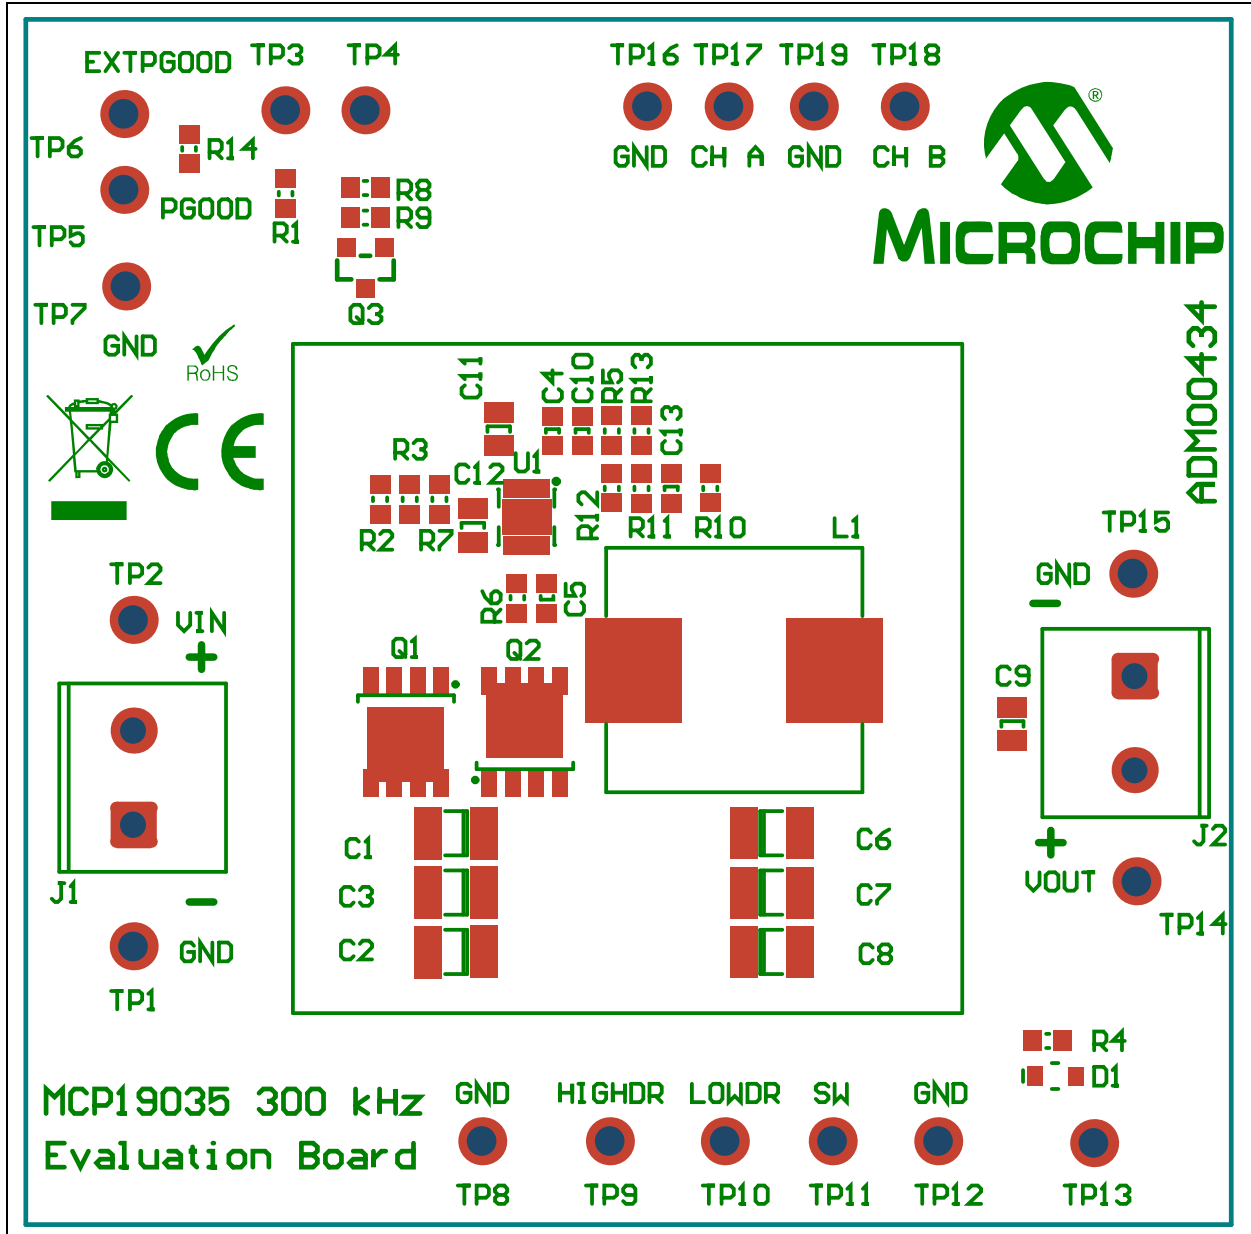 EXTPGOOD
TP3
TP4
TP16
TP17
TP19
TP18
®
TP6
R14
GND
CH A
GND
CH B
PGOOD
R8
R9
R1
TP5
MICROCHIP
TP7
Q3
GND
RoHS
ADM00434
C11
C4
C10
R5
R13
C13
CE
R3
C12
U1
R12
R2
R7
R11
R10
L1
TP15
TP2
GND
R6
C5
VIN
+
-
Q1
Q2
C9
C1
C6
J2
+
J1
C3
C7
VOUT
-
TP14
GND
C2
C8
TP1
R4
D1
MCP19035 300 kHz
Evaluation Board
GND
HIGHDR
LOWDR
SW
GND
TP8
TP9
TP10
TP11
TP12
TP13